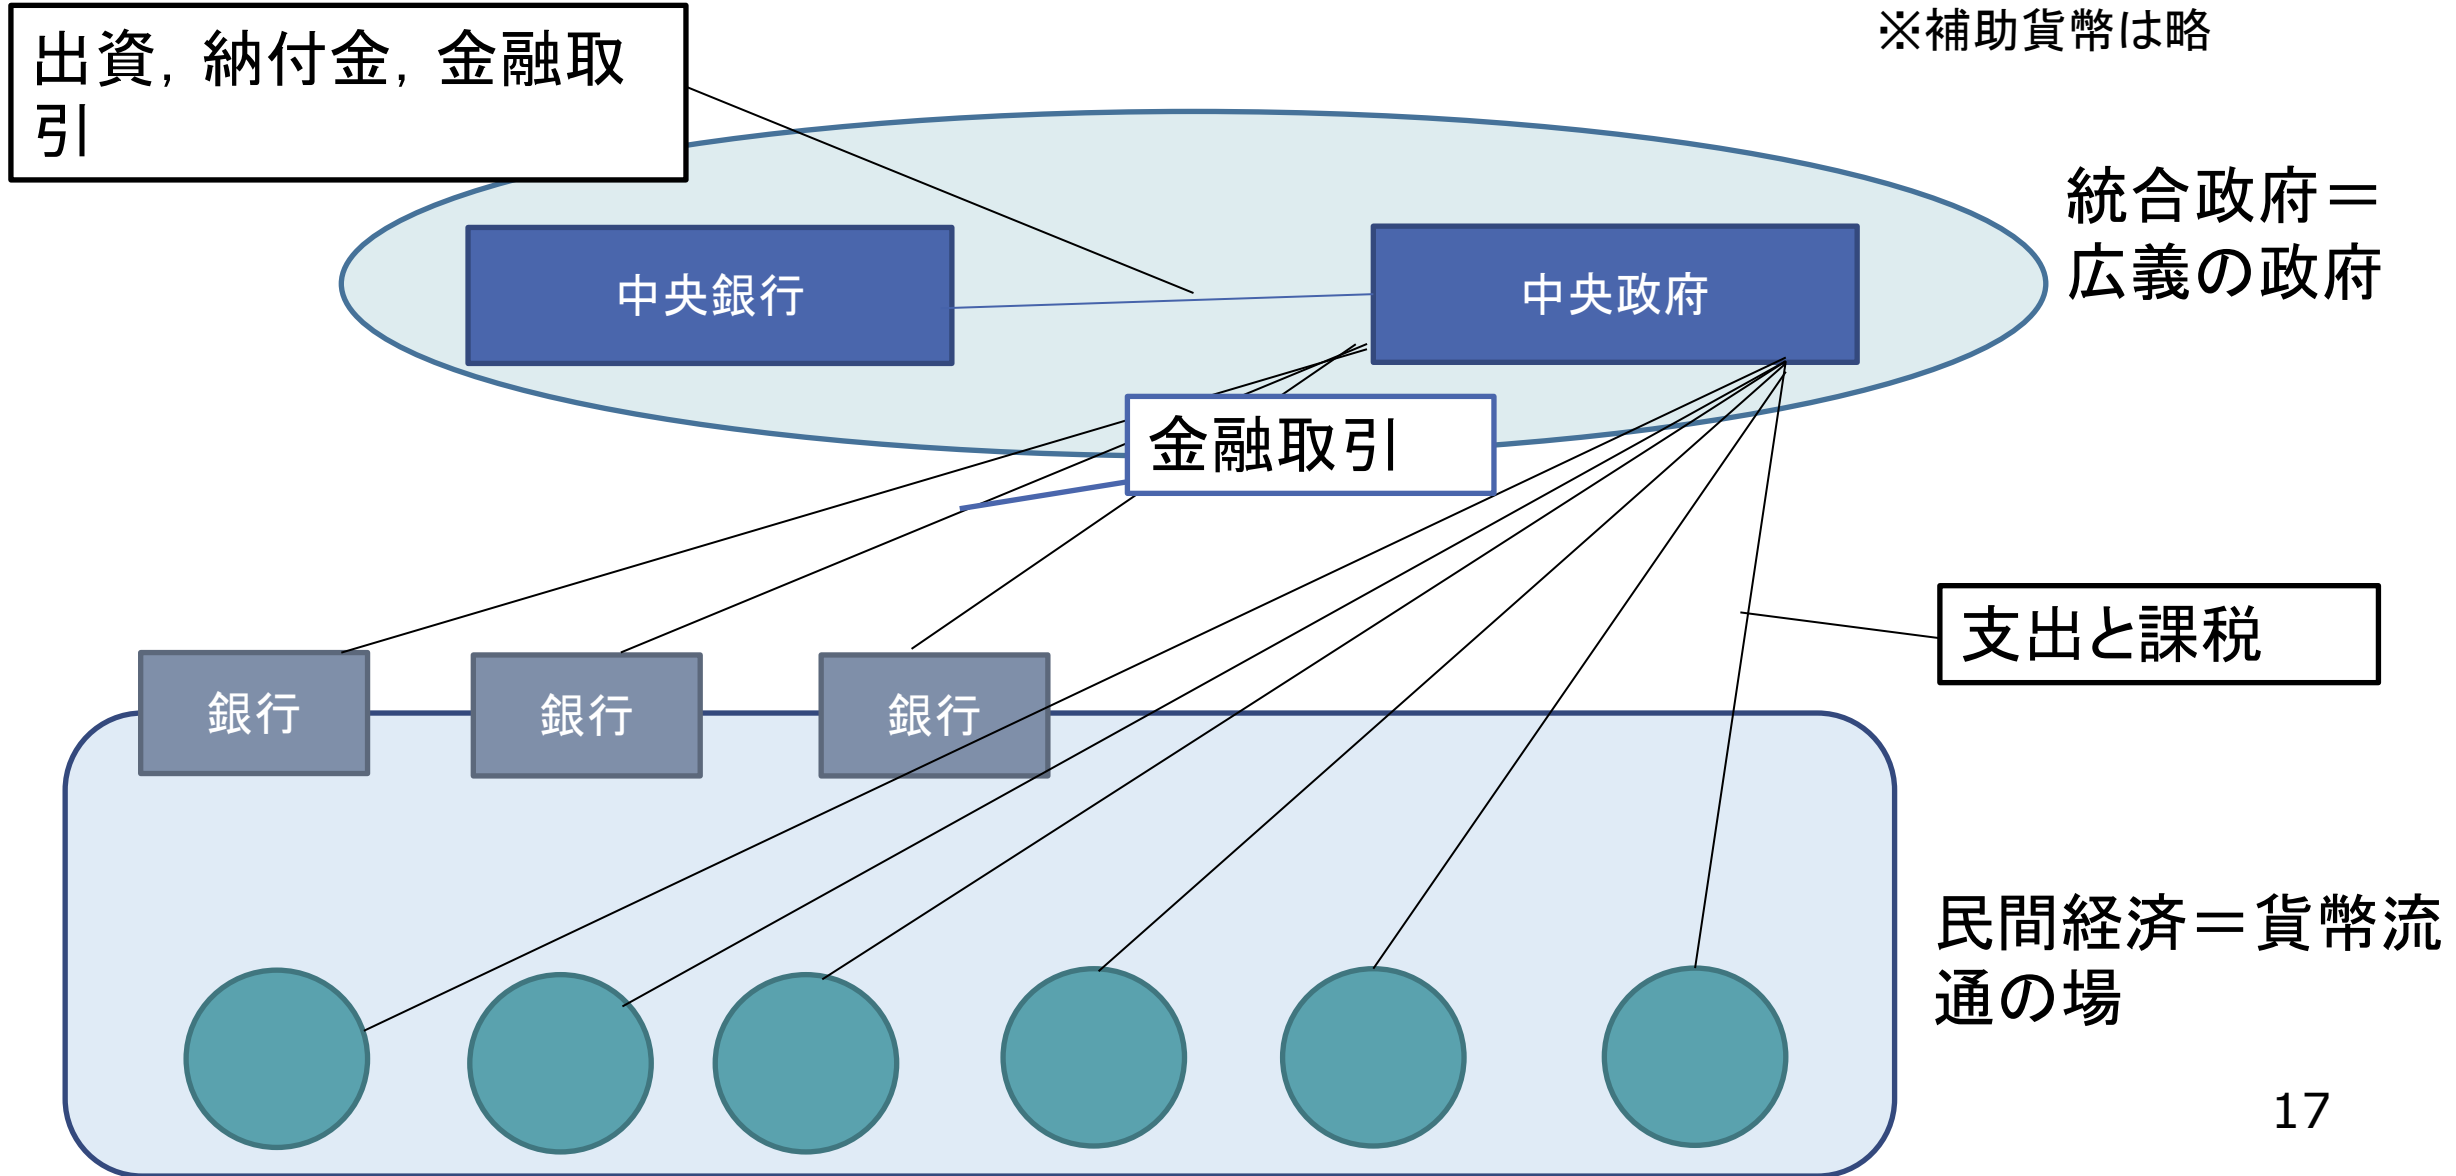 出資，納付金，金融取
引
※補助貨幣は略
統合政府＝
広義の政府
中央銀行
中央政府
金融取引
支出と課税
銀行
銀行
銀行
民間経済＝貨幣流
通の場
17